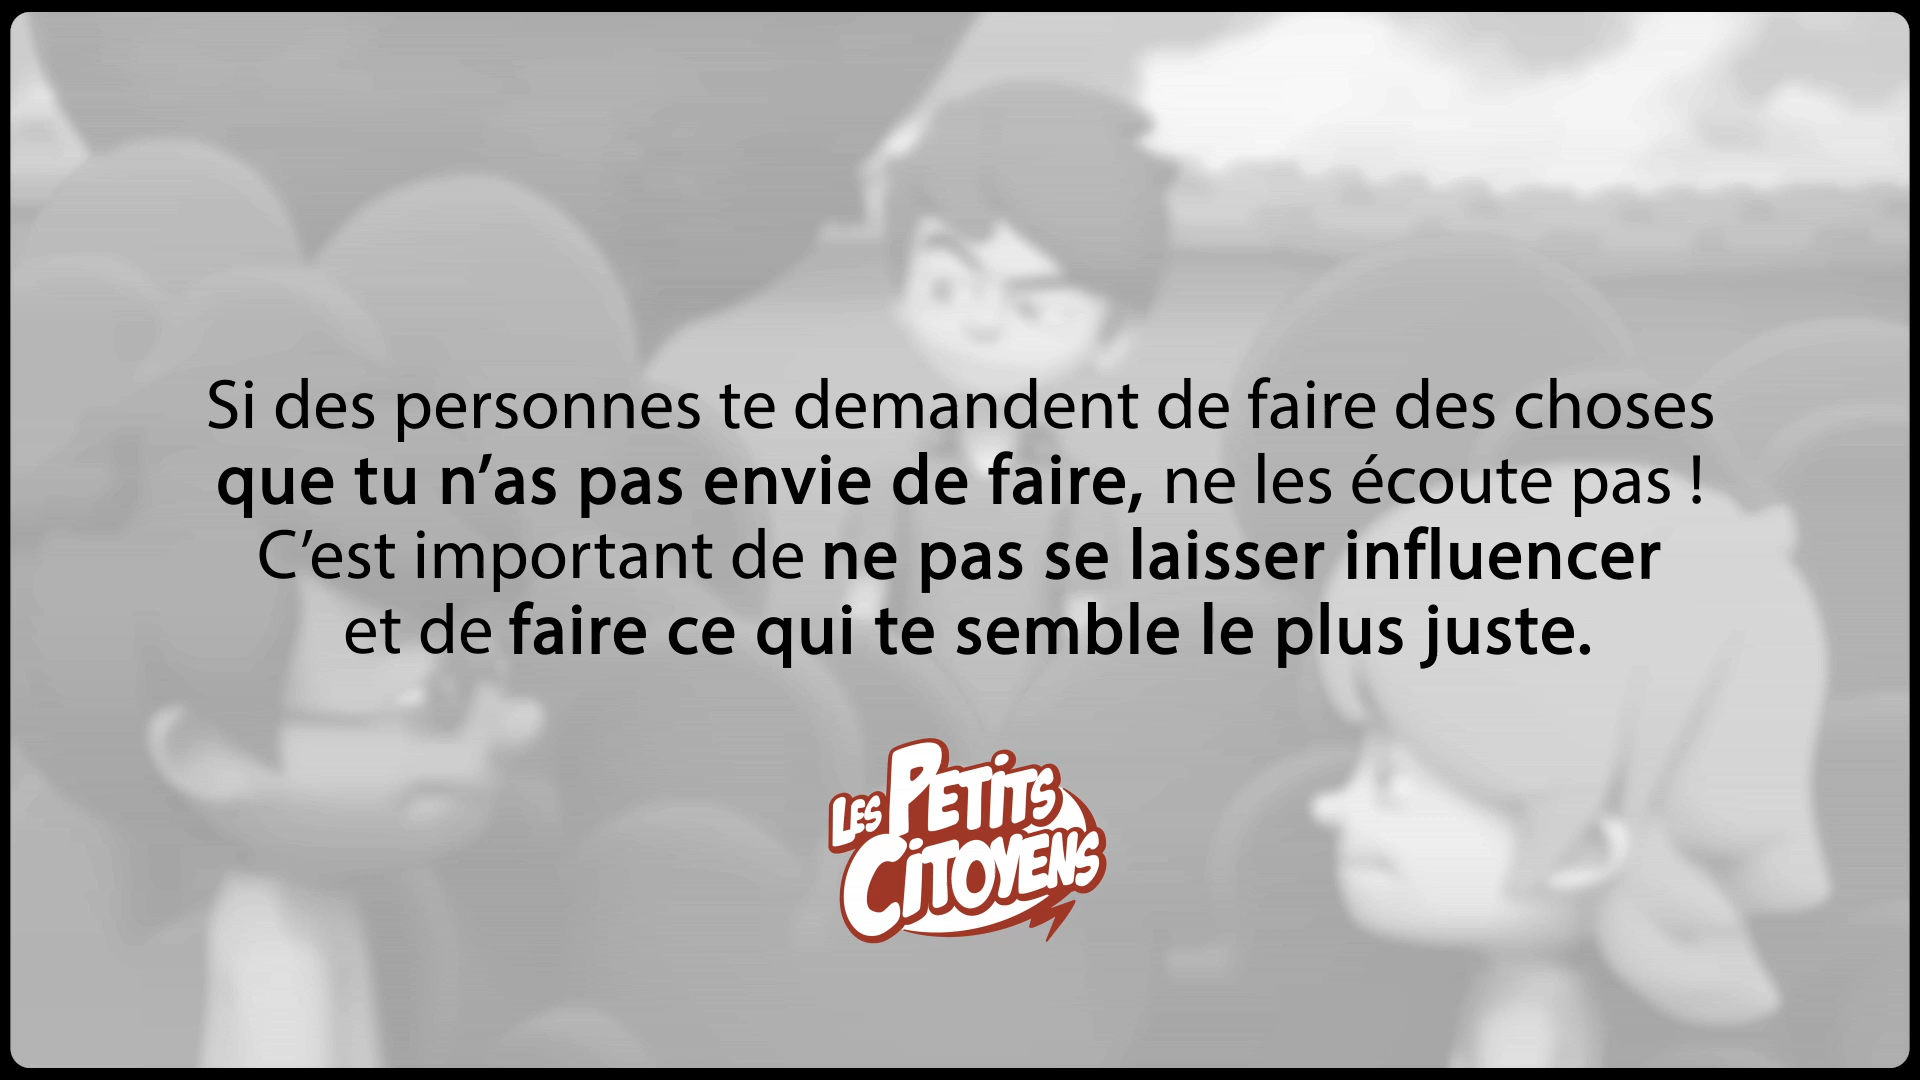 Si des personnes te demandent de faire des choses
que tu n’as pas envie de faire, ne les écoute pas !
C’est important de ne pas se laisser influencer
et de faire ce qui te semble le plus juste.
LES PETITS
CITOYENS